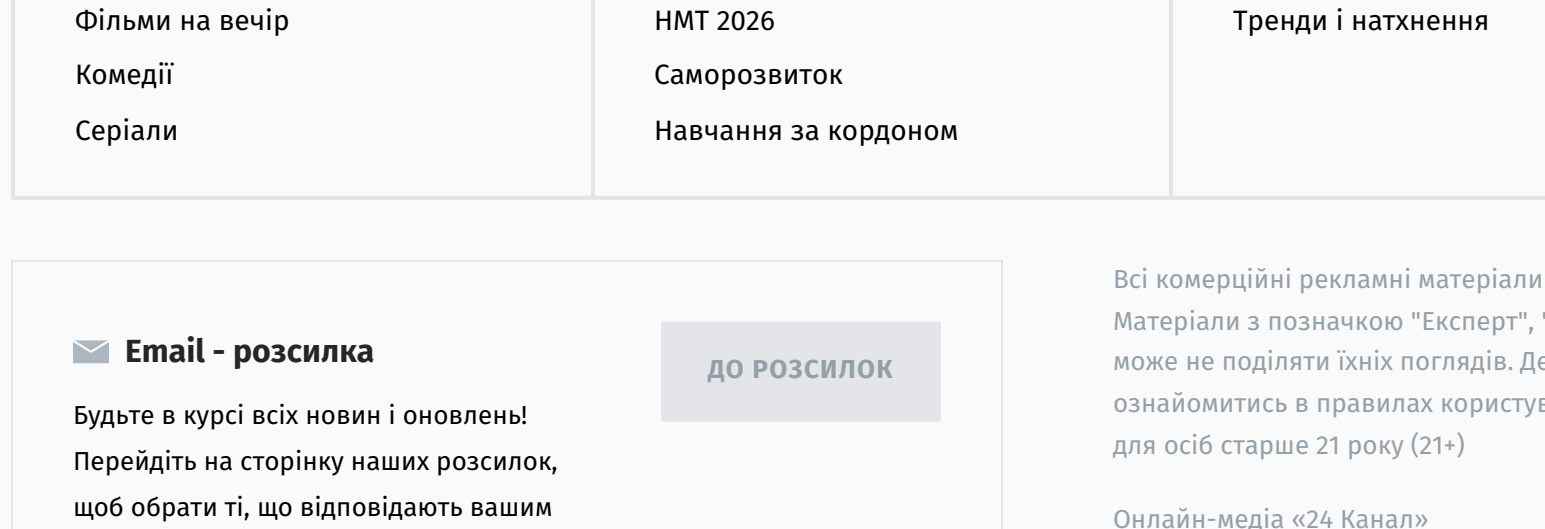 Фільми на вечір
Комедії
Серіали
НМТ 2026
Саморозвиток
Навчання за кордоном
Тренди і натхнення
Email - розсилка
Будьте в курсі всіх новин і оновлень!
Перейдіть на сторінку наших розсилок,
щоб обрати ті, що відповідають вашим
ДО РОЗСИЛОК
Всі комерційні рекламні матеріали
Матеріали з позначкою "Експерт", "
може не поділяти їхніх поглядів.
ознайомитись в правилах
для осіб старше 21 року (21+)
Онлайн-медіа «24 Канал»